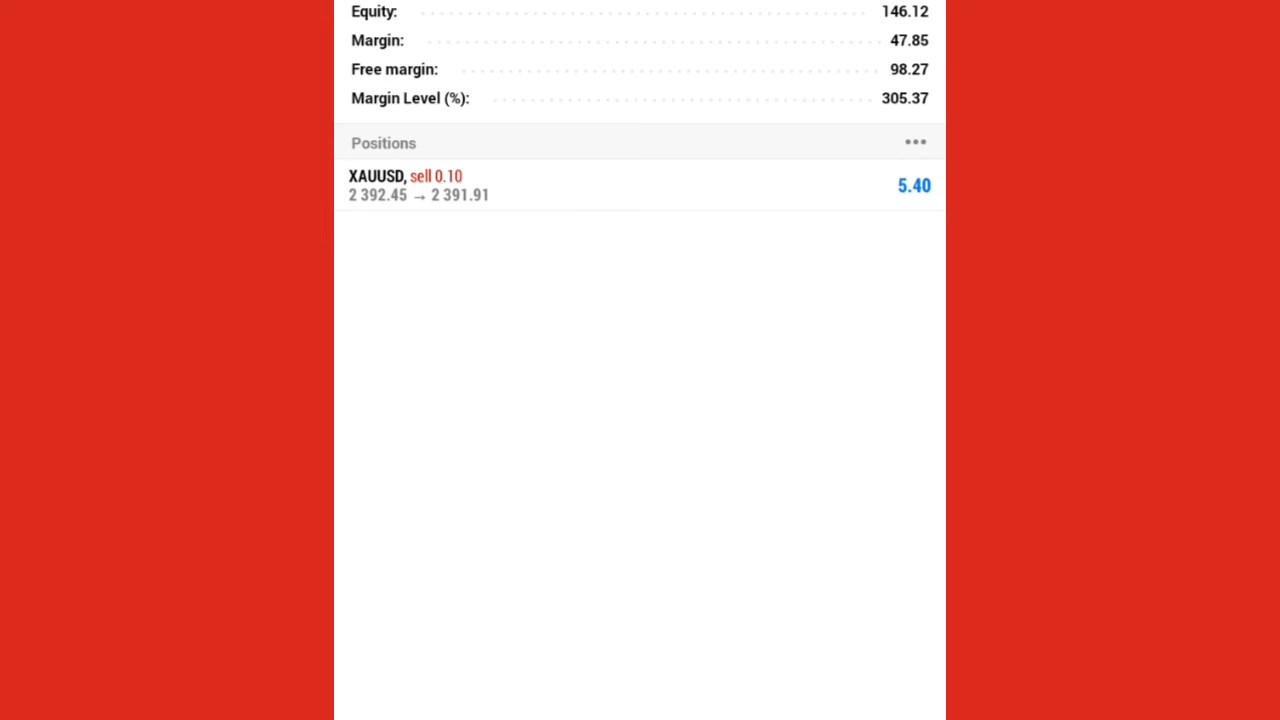 Equity: 146.12
Margin: 47.85
Free margin: 98.27
Margin Level (%): 305.37
Positions
XAUUSD, sell 0.10
2 392.45 → 2 391.91
5.40